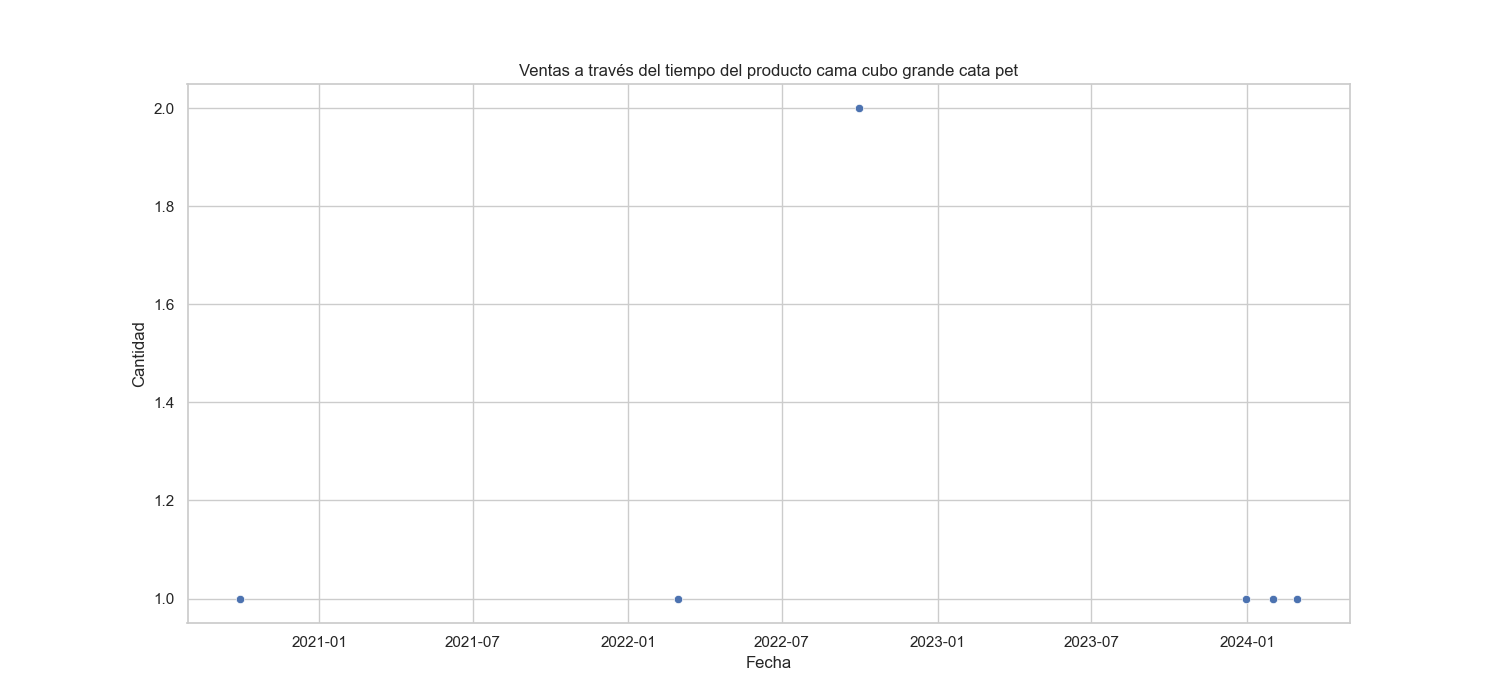 Ventas a través del tiempo del producto cama cubo grande cata pet
2.0
1.8
1.6
1.4
1.2
1.0
Cantidad
2021-01 2021-07 2022-01 2022-07 2023-01 2023-07 2024-01
Fecha